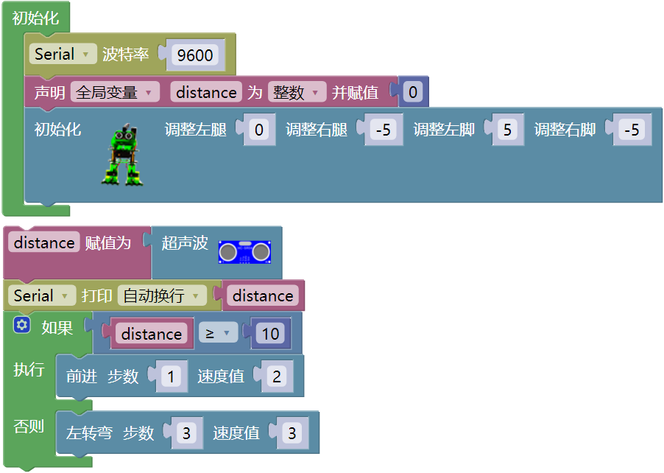 初始化
Serial 波特率 9600
声明 全局变量 distance 为 整数 并赋值 0
初始化 调整左腿 0 调整右腿 -5 调整左脚 5 调整右脚 -5
distance 赋值为 超声波
Serial 打印 自动换行 distance
如果 distance ≥ 10
执行 前进 步数 1 速度值 2
否则 左转弯 步数 3 速度值 3